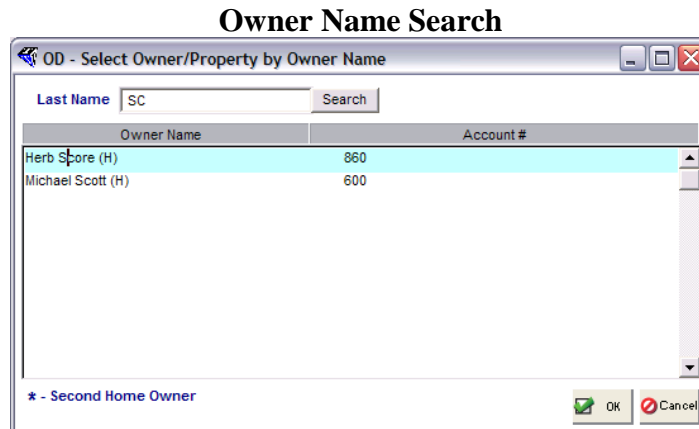 Owner Name Search
OD - Select Owner/Property by Owner Name
Last Name SC Search
Owner Name Account #
Herb Score (H) 860
Michael Scott (H) 600
* - Second Home Owner
OK Cancel